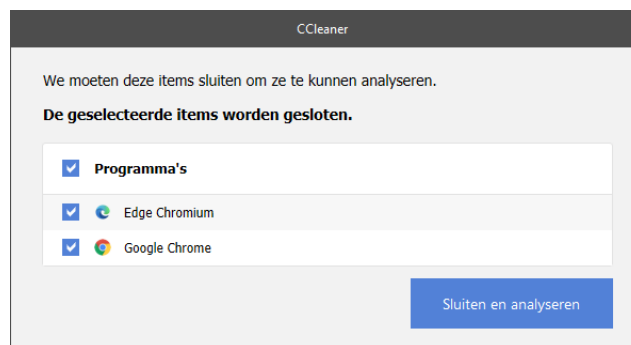 CCleaner
We moeten deze items sluiten om ze te kunnen analyseren.
De geselecteerde items worden gesloten.
Programma's
Edge Chromium
Google Chrome
Sluiten en analyseren